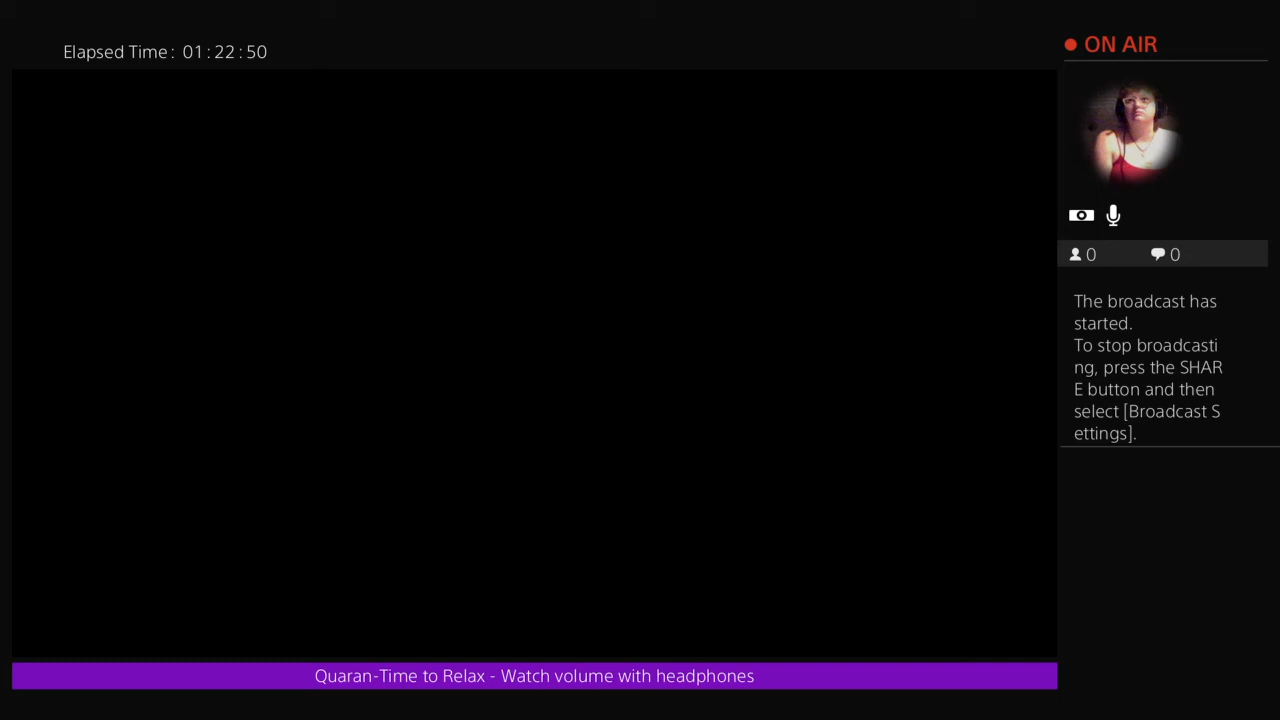 Elapsed Time: 01:22:50
ON AIR
0 0
The broadcast has
started.
To stop broadcasti
ng, press the SHAR
E button and then
select [Broadcast S
ettings].
Quaran-Time to Relax - Watch volume with headphones